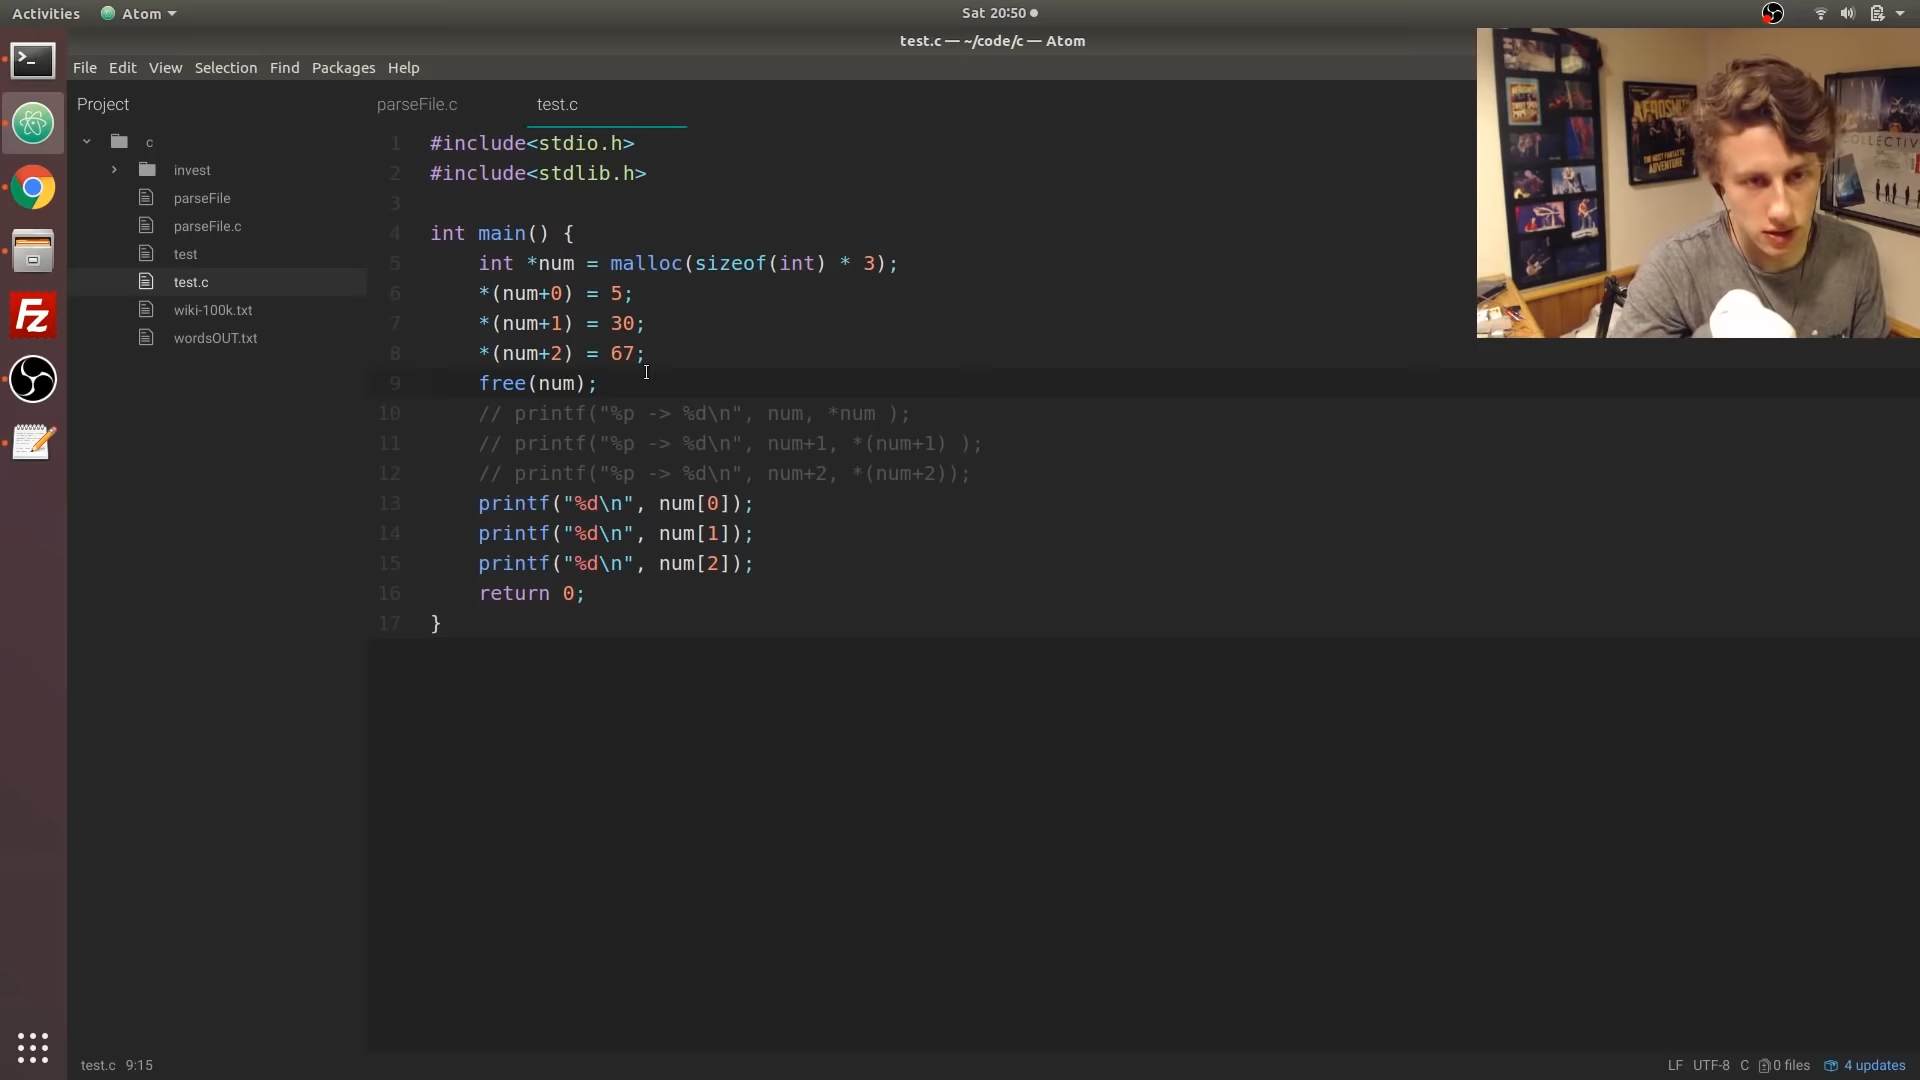 Activities Atom Sat 20:50
test.c — ~/code/c — Atom
File Edit View Selection Find Packages Help
Project
c
invest
parseFile
parseFile.c
test
test.c
wiki-100k.txt
wordsOUT.txt
parseFile.c test.c
1 #include<stdio.h>
2 #include<stdlib.h>
3
4 int main() {
5 int *num = malloc(sizeof(int) * 3);
6 *(num+0) = 5;
7 *(num+1) = 30;
8 *(num+2) = 67;
9 free(num);
10 // printf("%p -> %d\n", num, *num );
11 // printf("%p -> %d\n", num+1, *(num+1) );
12 // printf("%p -> %d\n", num+2, *(num+2));
13 printf("%d\n", num[0]);
14 printf("%d\n", num[1]);
15 printf("%d\n", num[2]);
16 return 0;
17 }
AEROSMITH
COLLECTIVE
test.c 9:15
LF UTF-8 C 0 files 4 updates
Fz